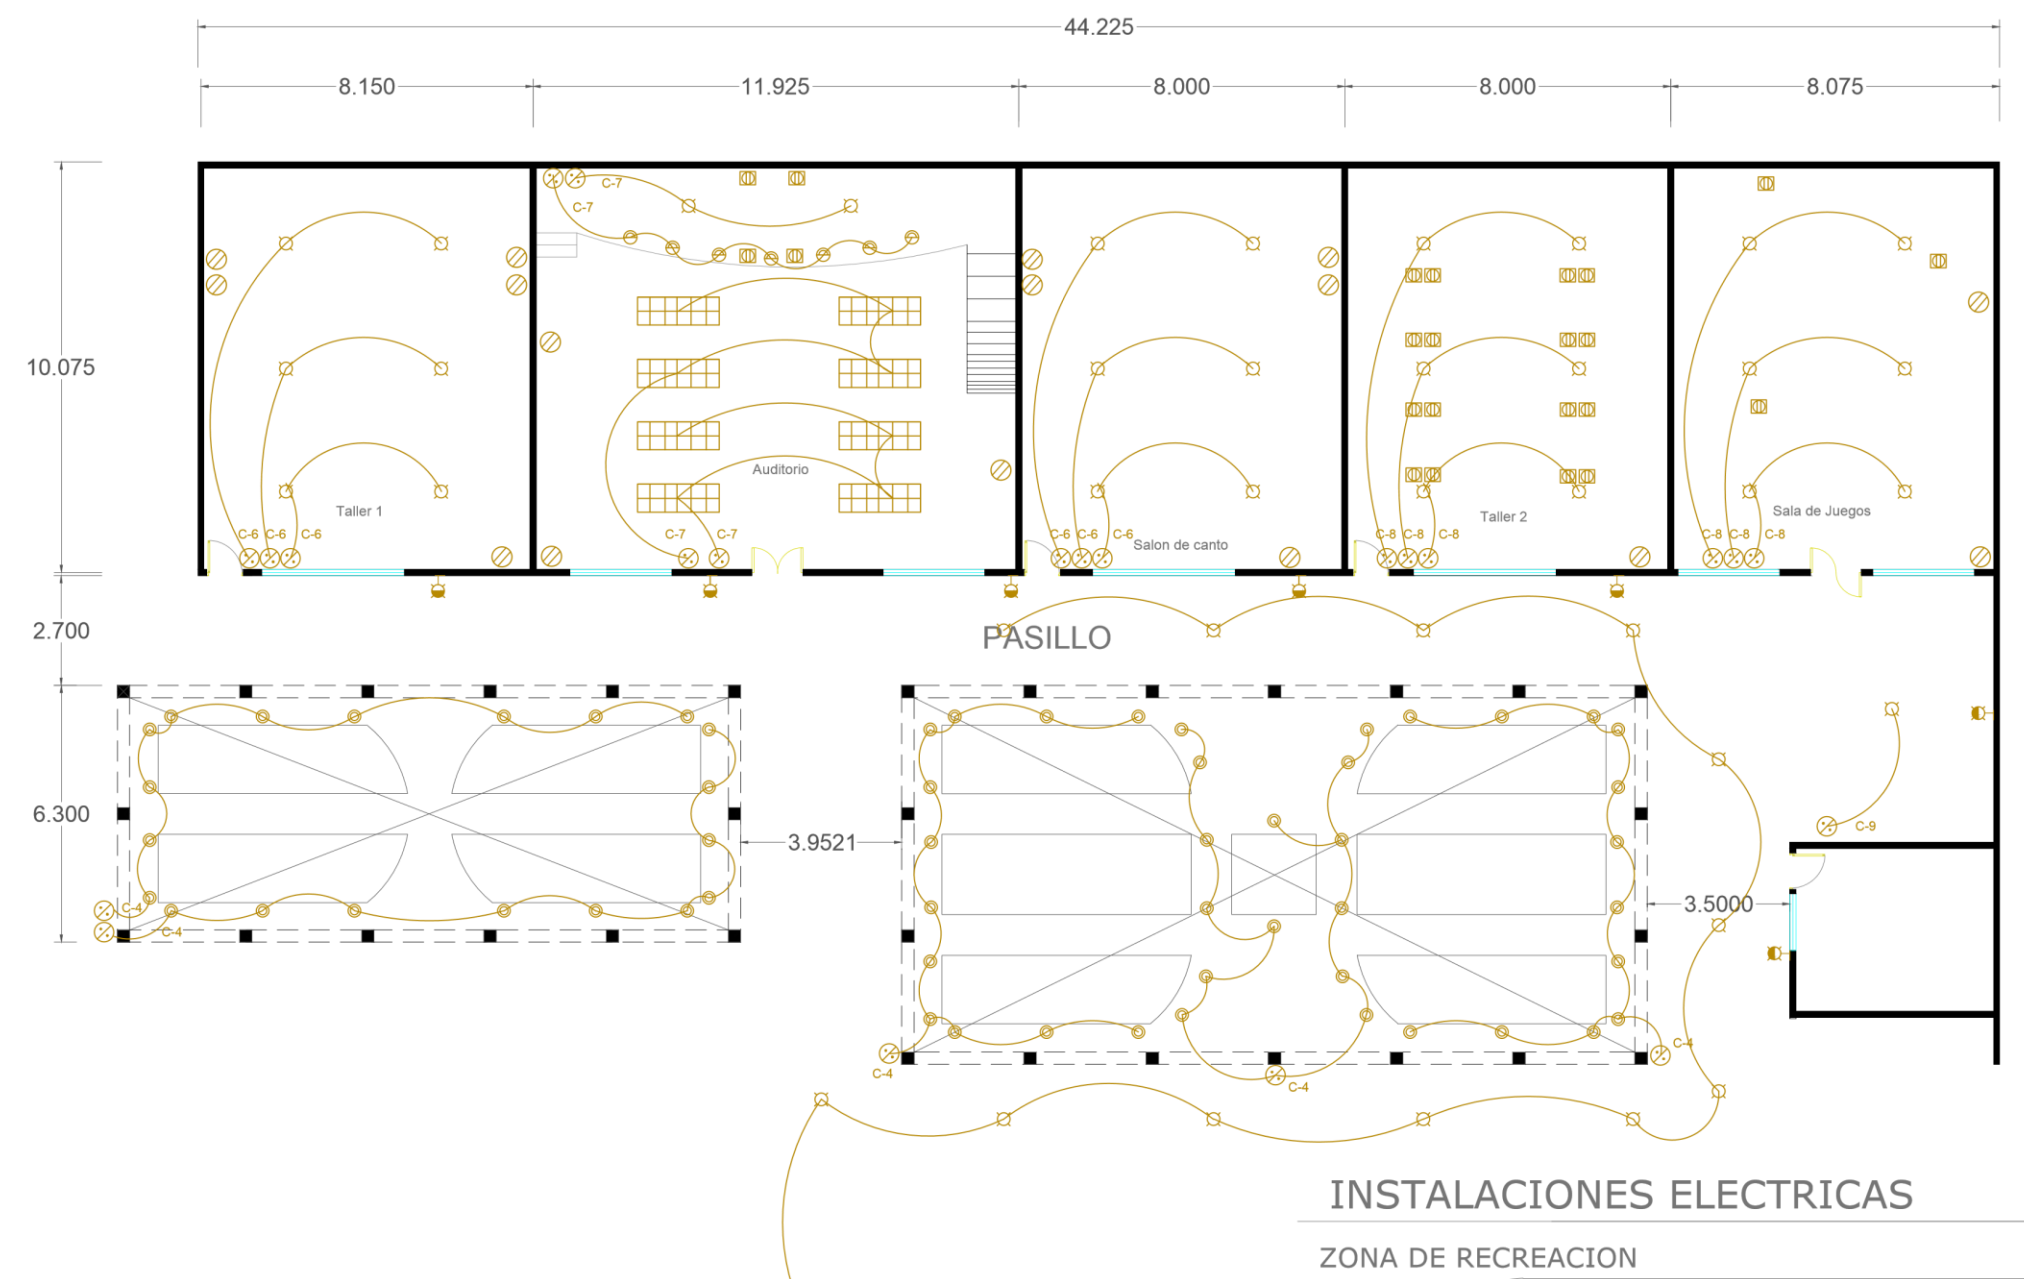 44.225
8.150 11.925 8.000 8.000 8.075
C-7
C-7
10.075
Auditorio
Taller 1 Taller 2 Sala de Juegos
C-6 C-6 C-6 C-7 C-7 C-6 C-6 C-6 C-8 C-8 C-8 C-8 C-8 C-8
Salon de canto
2.700 PASILLO
6.300 3.9521 C-9
C-4 3.5000
C-4
C-4 C-4 C-4
INSTALACIONES ELECTRICAS
ZONA DE RECREACION